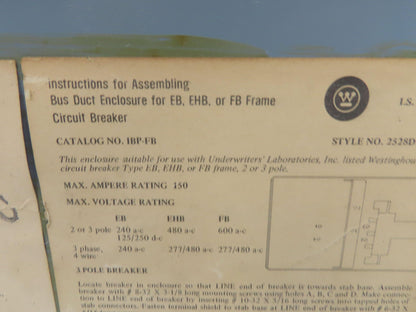 Instructions for Assembling
Bus Duct Enclosure for EB, EHB, or FB Frame
Circuit Breaker
I.S.
CATALOG NO. IBP-FB
STYLE NO. 2528D
This enclosure suitable for use with Underwriters' Laboratories, Inc. listed Westinghou
circuit breaker Type EB, EHB, or FB frame, 2 or 3 pole.
MAX. AMPERE RATING 150
MAX. VOLTAGE RATING
EB EHB FB
2 or 3 pole 240 a-c 480 a-c 600 a-c
125/250 d-c
3 phase, 240 a-c 277/480 a-c 277/480 a-c
4 wire
3 POLE BREAKER
Locate breaker in enclosure so that LINE end of breaker is towards stab base. Assemble
breaker with # 8-32 X 3-1/8 long mounting screws using holes A, B, C and D. Make connec-
tion to LINE end of breaker by inserting # 10-32 X 5/16 long screws into tapped holes of
stab connectors. Fasten terminal shield to stab base at LINE end of breaker with # 6-32 X